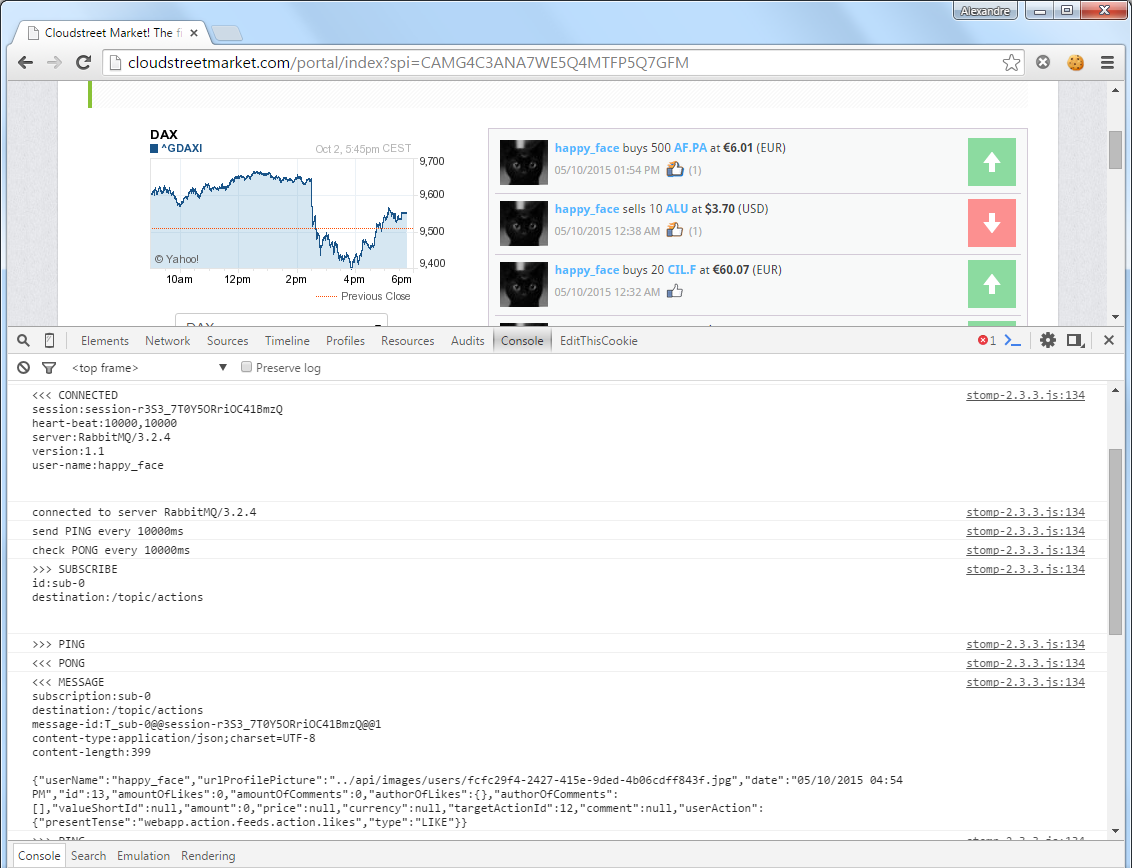 Alexandre
Cloudstreet Market! The fi
cloudstreetmarket.com/portal/index?spi=CAMG4C3ANA7WE5Q4MTFP5Q7GFM
DAX
^GDAXI
Oct 2, 5:45pm CEST
9,700
9,600
9,500
9,400
© Yahoo!
10am 12pm 2pm 4pm 6pm
Previous Close
DAX
happy_face buys 500 AF.PA at €6.01 (EUR)
05/10/2015 01:54 PM (1)
happy_face sells 10 ALU at $3.70 (USD)
05/10/2015 12:38 AM (1)
happy_face buys 20 CIL.F at €60.07 (EUR)
05/10/2015 12:32 AM
Elements Network Sources Timeline Profiles Resources Audits Console EditThisCookie 1
<top frame> Preserve log
<<< CONNECTED stomp-2.3.3.js:134
session:session-r3S3_7T0Y5ORriOC41BmzQ
heart-beat:10000,10000
server:RabbitMQ/3.2.4
version:1.1
user-name:happy_face
connected to server RabbitMQ/3.2.4 stomp-2.3.3.js:134
send PING every 10000ms stomp-2.3.3.js:134
check PONG every 10000ms stomp-2.3.3.js:134
>>> SUBSCRIBE stomp-2.3.3.js:134
id:sub-0
destination:/topic/actions
>>> PING stomp-2.3.3.js:134
<<< PONG stomp-2.3.3.js:134
<<< MESSAGE stomp-2.3.3.js:134
subscription:sub-0
destination:/topic/actions
message-id:T_sub-0@@session-r3S3_7T0Y5ORriOC41BmzQ@@1
content-type:application/json;charset=UTF-8
content-length:399
{"userName":"happy_face","urlProfilePicture":"../api/images/users/fcfc29f4-2427-415e-9ded-4b06cdff843f.jpg","date":"05/10/2015 04:54
PM","id":13,"amountOfLikes":0,"amountOfComments":0,"authorOfLikes":{},"authorOfComments":
[],"valueShortId":null,"amount":0,"price":null,"currency":null,"targetActionId":12,"comment":null,"userAction":
{"presentTense":"webapp.action.feeds.action.likes","type":"LIKE"}}
>>> PING stomp-2.3.3.js:134
Console Search Emulation Rendering